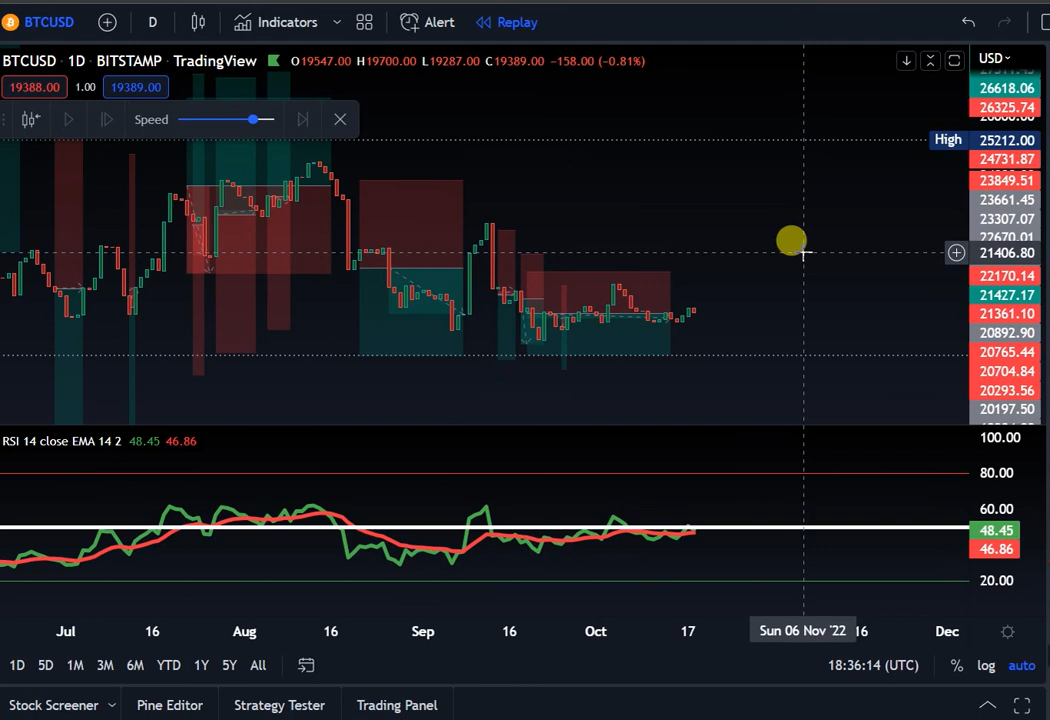 BTCUSD D Indicators Alert Replay
BTCUSD · 1D · BITSTAMP · TradingView O19547.00 H19700.00 L19287.00 C19389.00 −158.00 (−0.81%)
USD
26618.06
19388.00 1.00 19389.00
26325.74
Speed
High 25212.00
24731.87
23849.51
23661.45
23307.07
22670.01
21406.80
22170.14
21427.17
21361.10
20892.90
20765.44
20704.84
20293.56
20197.50
RSI 14 close EMA 14 2 48.45 46.86
100.00
80.00
60.00
48.45
46.86
20.00
Jul 16 Aug 16 Sep 16 Oct 17 Sun 06 Nov '22 16 Dec
1D 5D 1M 3M 6M YTD 1Y 5Y All 18:36:14 (UTC) % log auto
Stock Screener Pine Editor Strategy Tester Trading Panel